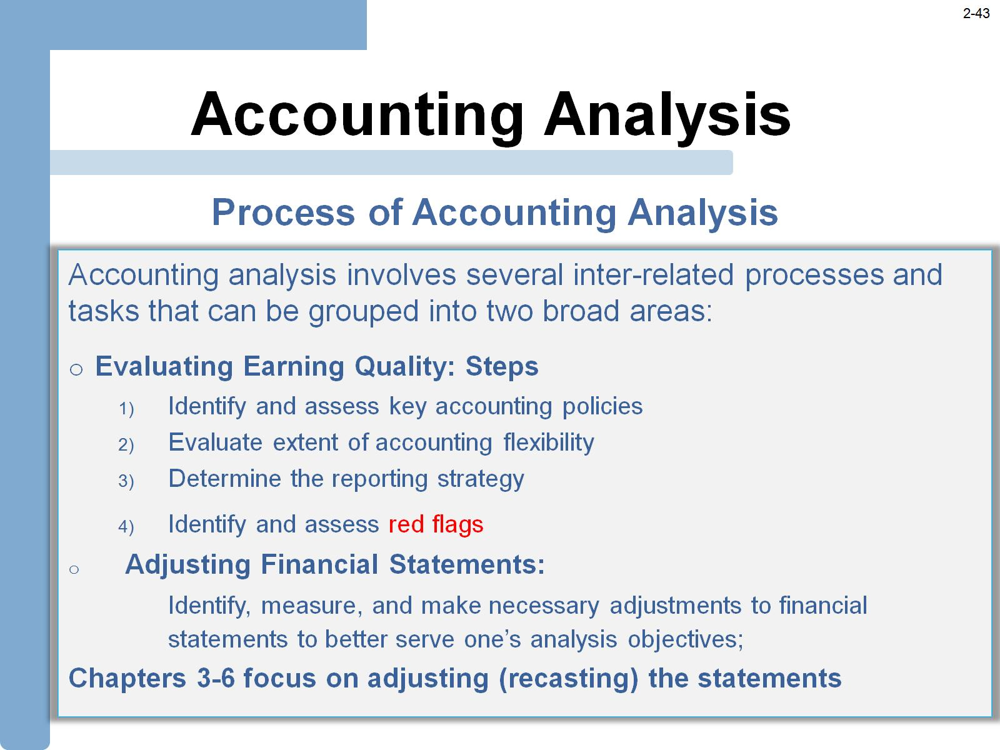 2-43
Accounting Analysis
Process of Accounting Analysis
Accounting analysis involves several inter-related processes and
tasks that can be grouped into two broad areas:
o Evaluating Earning Quality: Steps
1) Identify and assess key accounting policies
2) Evaluate extent of accounting flexibility
3) Determine the reporting strategy
4) Identify and assess red flags
o Adjusting Financial Statements:
Identify, measure, and make necessary adjustments to financial
statements to better serve one’s analysis objectives;
Chapters 3-6 focus on adjusting (recasting) the statements